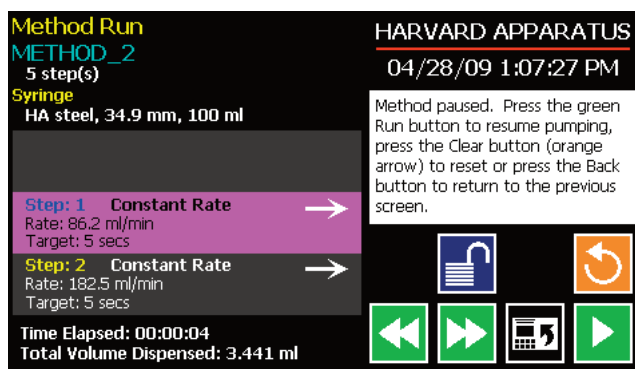 Method Run
METHOD_2
5 step(s)
Syringe
HA steel, 34.9 mm, 100 ml
Step: 1 Constant Rate
Rate: 86.2 ml/min
Target: 5 secs
Step: 2 Constant Rate
Rate: 182.5 ml/min
Target: 5 secs
Time Elapsed: 00:00:04
Total Volume Dispensed: 3.441 ml
HARVARD APPARATUS
04/28/09 1:07:27 PM
Method paused. Press the green
Run button to resume pumping,
press the Clear button (orange
arrow) to reset or press the Back
button to return to the previous
screen.